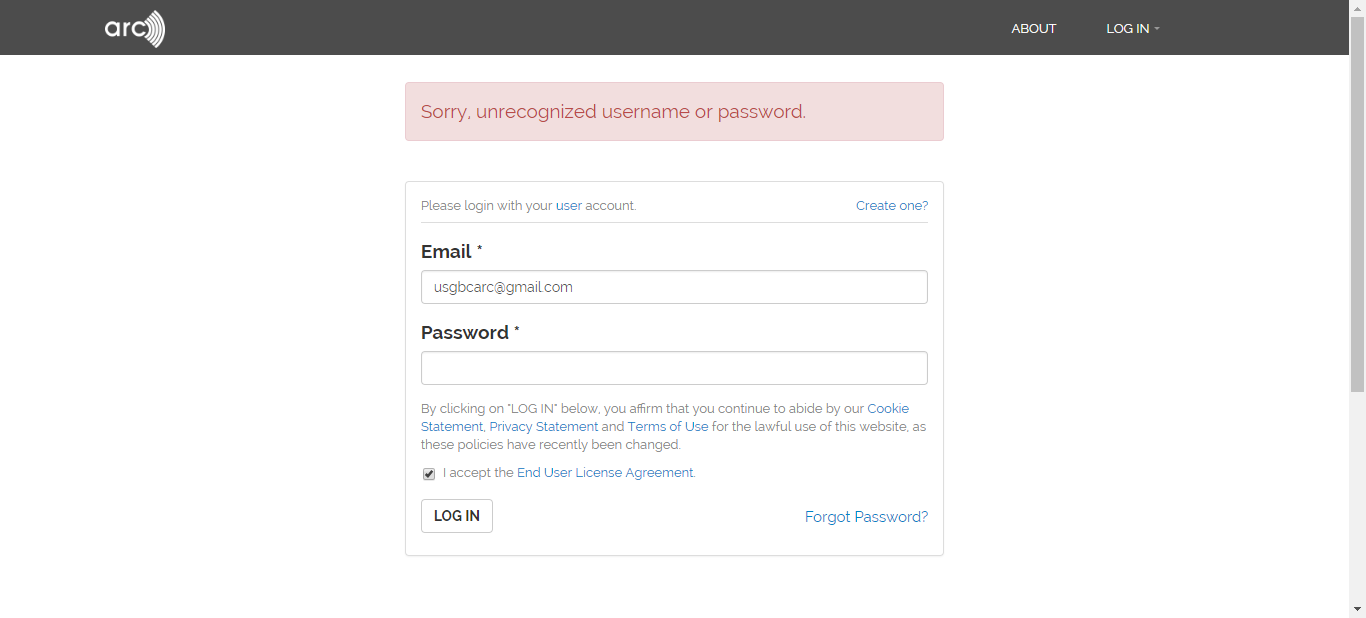 arc
ABOUT
LOG IN
Sorry, unrecognized username or password.
Please login with your user account.
Create one?
Email *
usgbcarc@gmail.com
Password *
By clicking on "LOG IN" below, you affirm that you continue to abide by our Cookie
Statement, Privacy Statement and Terms of Use for the lawful use of this website, as
these policies have recently been changed.
I accept the End User License Agreement.
LOG IN
Forgot Password?